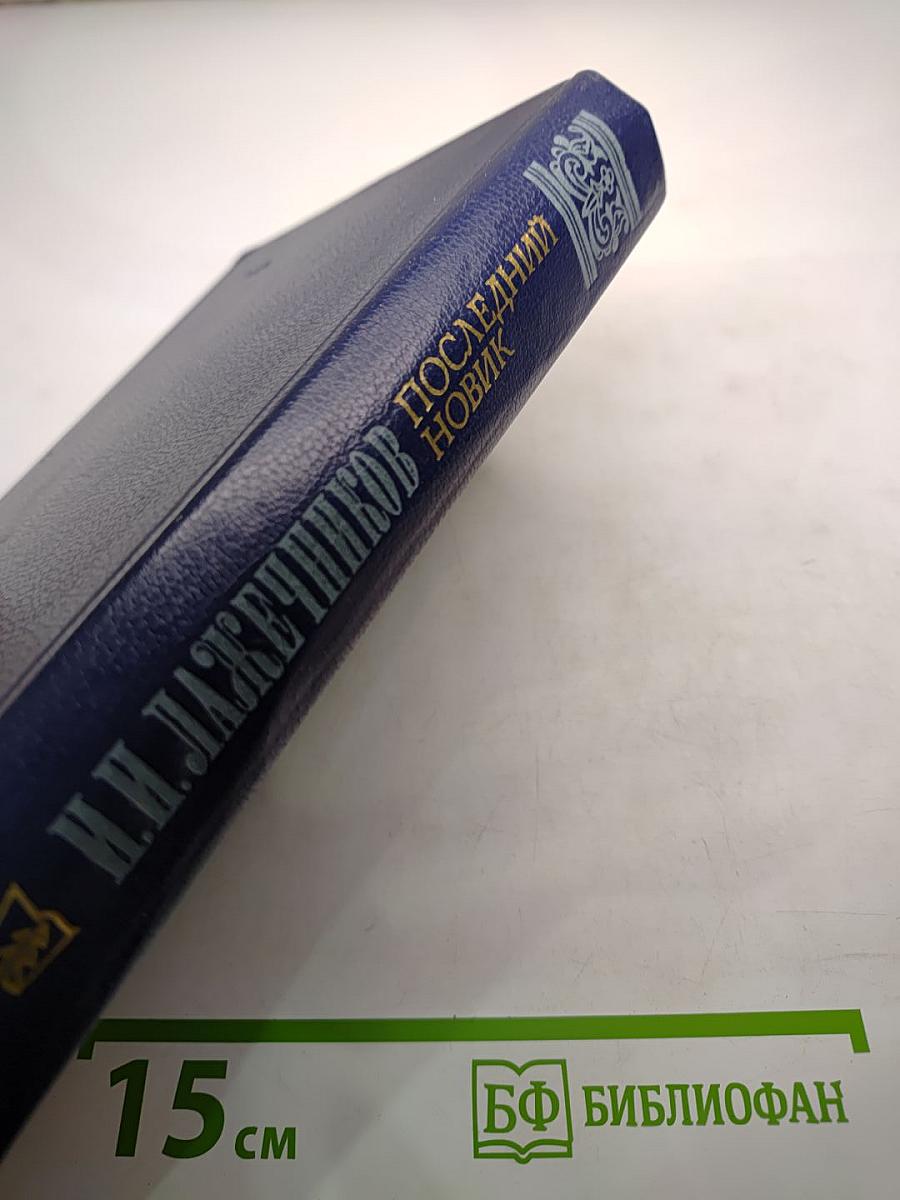 И.И. ЛАЖЕЧНИКОВ
ПОСЛЕДНИЙ
НОВИК
15 см
БФ БИБЛИОФАН